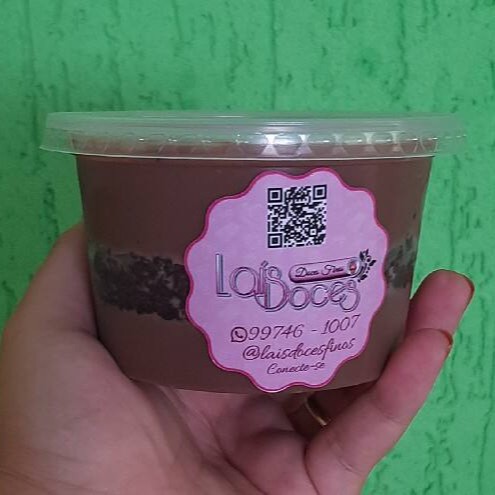 Doces Finos
Lais
Doces
99746 - 1007
@laisdocesfinos
Conecte-se